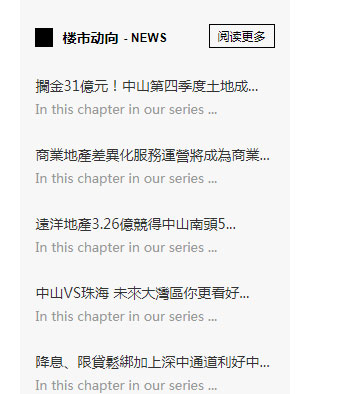 楼市动向 - NEWS 阅读更多
攔金31億元！中山第四季度土地成...
In this chapter in our series ...
商業地產差異化服務運營將成為商業...
In this chapter in our series ...
遠洋地產3.26億競得中山南頭5...
In this chapter in our series ...
中山VS珠海 未來大灣區你更看好...
In this chapter in our series ...
降息、限貸鬆綁加上深中通道利好中...
In this chapter in our series ...